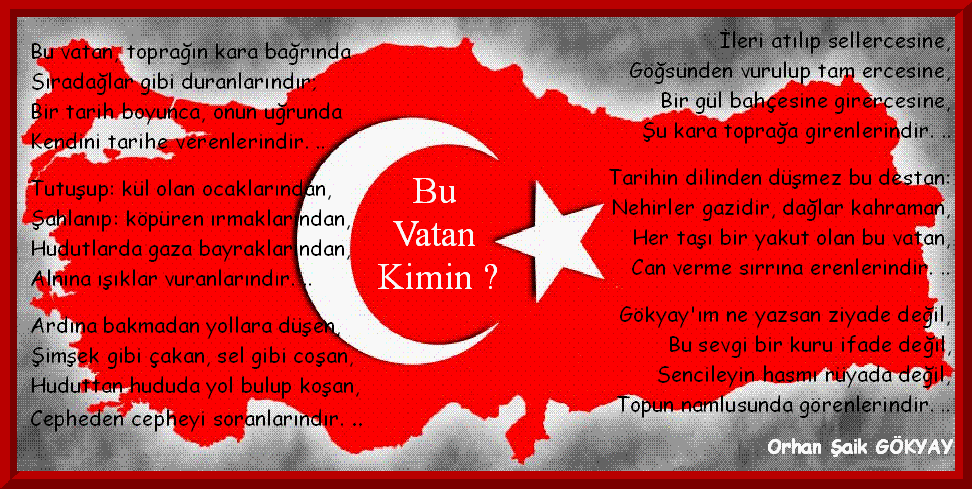 Bu vatan, toprağın kara bağrında
Sıradağlar gibi duranlarındır;
Bir tarih boyunca, onun uğrunda
Kendini tarihe verenlerindir. ..
Tutuşup: kül olan ocaklarından,
Şahlanıp: köpüren ırmaklarından,
Hudutlarda gaza bayraklarından,
Alnına ışıklar vuranlarındır. ..
Ardına bakmadan yollara düşen,
Şimşek gibi çakan, sel gibi coşan,
Huduttan hududa yol bulup koşan,
Cepheden cepheyi soranlarındır. ..
Bu
Vatan
Kimin ?
İleri atılıp sellercesine,
Göğsünden vurulup tam ercesine,
Bir gül bahçesine girercesine,
Şu kara toprağa girenlerindir. ..
Tarihin dilinden düşmez bu destan:
Nehirler gazidir, dağlar kahraman,
Her taşı bir yakut olan bu vatan,
Can verme sırrına erenlerindir. ..
Gökyay'ım ne yazsan ziyade değil,
Bu sevgi bir kuru ifade değil,
Sencileyin hasmı rüyada değil,
Topun namlusunda görenlerindir. ..
Orhan Şaik GÖKYAY